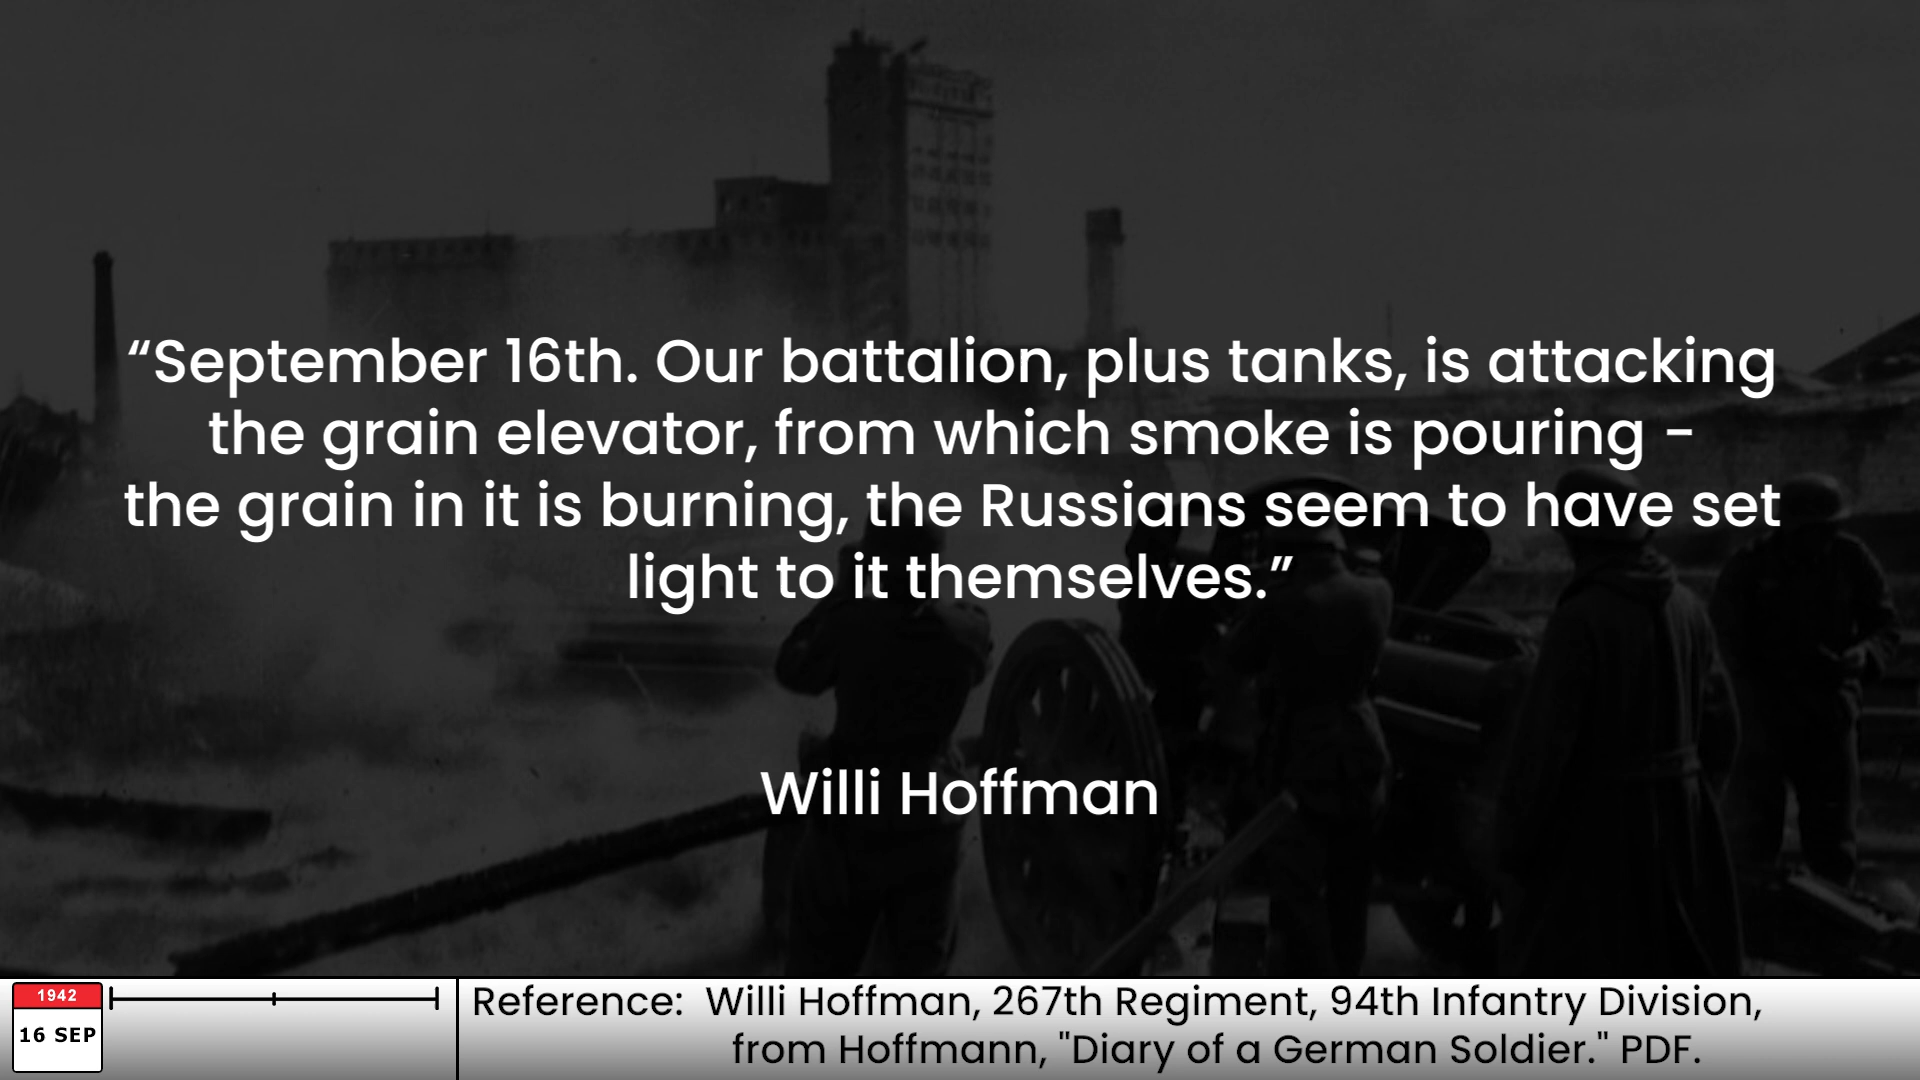 “September 16th. Our battalion, plus tanks, is attacking
the grain elevator, from which smoke is pouring -
the grain in it is burning, the Russians seem to have set
light to it themselves.”
Willi Hoffman
1942
16 SEP
Reference: Willi Hoffman, 267th Regiment, 94th Infantry Division,
from Hoffmann, "Diary of a German Soldier." PDF.